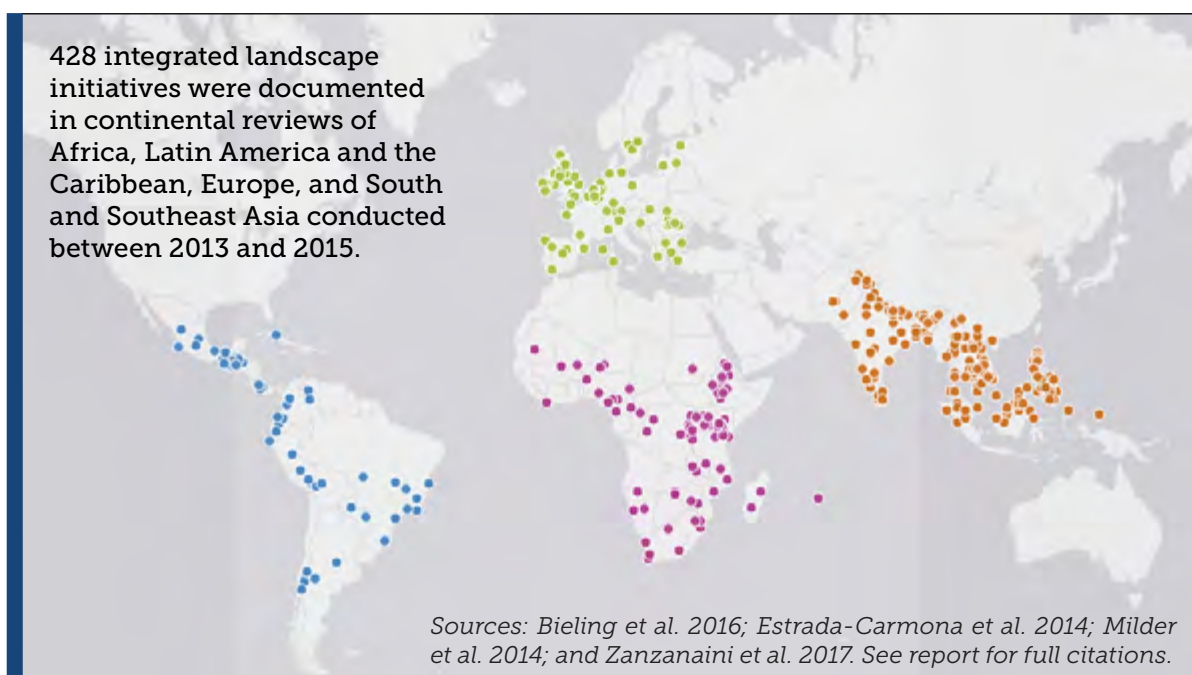 428 integrated landscape
initiatives were documented
in continental reviews of
Africa, Latin America and the
Caribbean, Europe, and South
and Southeast Asia conducted
between 2013 and 2015.
Sources: Bieling et al. 2016; Estrada-Carmona et al. 2014; Milder
et al. 2014; and Zanzanaini et al. 2017. See report for full citations.